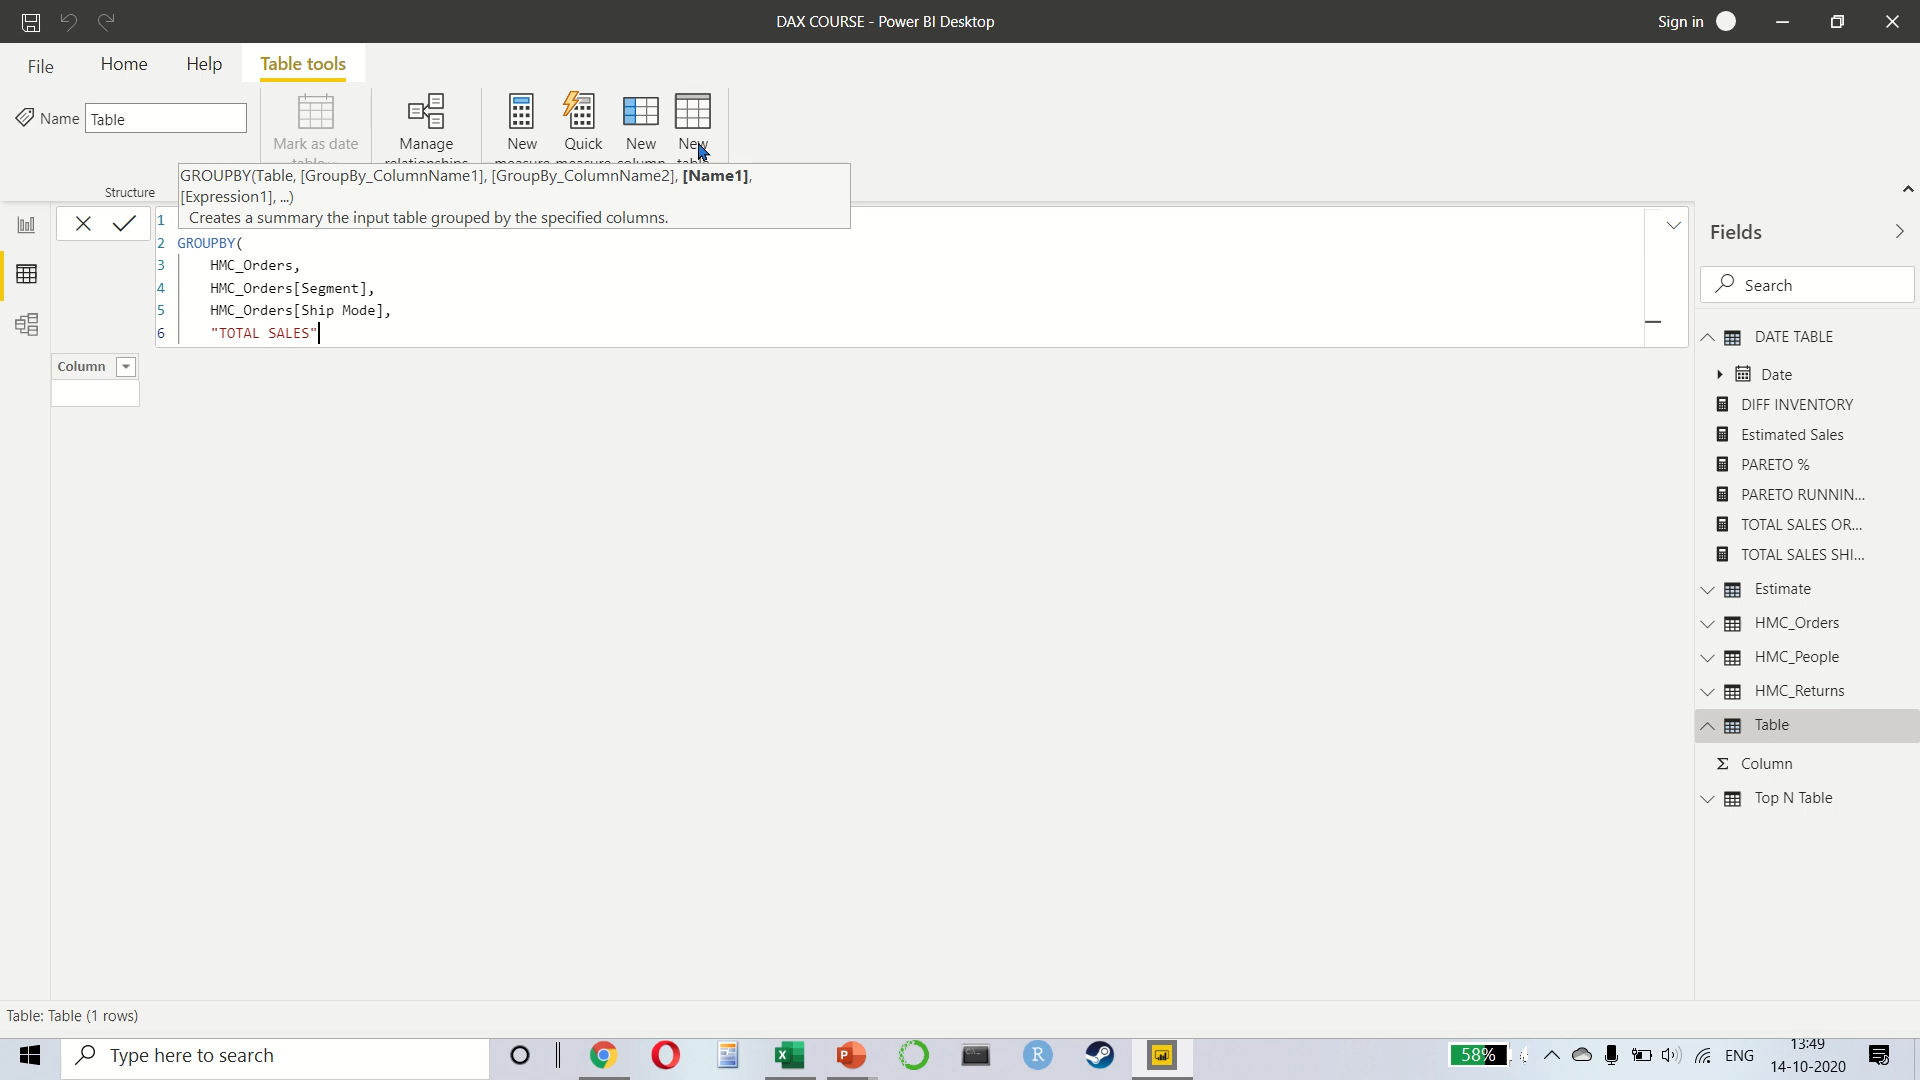 DAX COURSE - Power BI Desktop
Sign in
File
Home
Help
Table tools
Name
Table
Mark as date
Manage
New
Quick
New
New
Structure
GROUPBY(Table, [GroupBy_ColumnName1], [GroupBy_ColumnName2], [Name1],
[Expression1], ...)
Creates a summary the input table grouped by the specified columns.
1
2 GROUPBY(
3 HMC_Orders,
4 HMC_Orders[Segment],
5 HMC_Orders[Ship Mode],
6 "TOTAL SALES"
Column
Fields
Search
DATE TABLE
Date
DIFF INVENTORY
Estimated Sales
PARETO %
PARETO RUNNIN...
TOTAL SALES OR...
TOTAL SALES SHI...
Estimate
HMC_Orders
HMC_People
HMC_Returns
Table
Σ Column
Top N Table
Table: Table (1 rows)
Type here to search
58%
ENG
13:49
14-10-2020